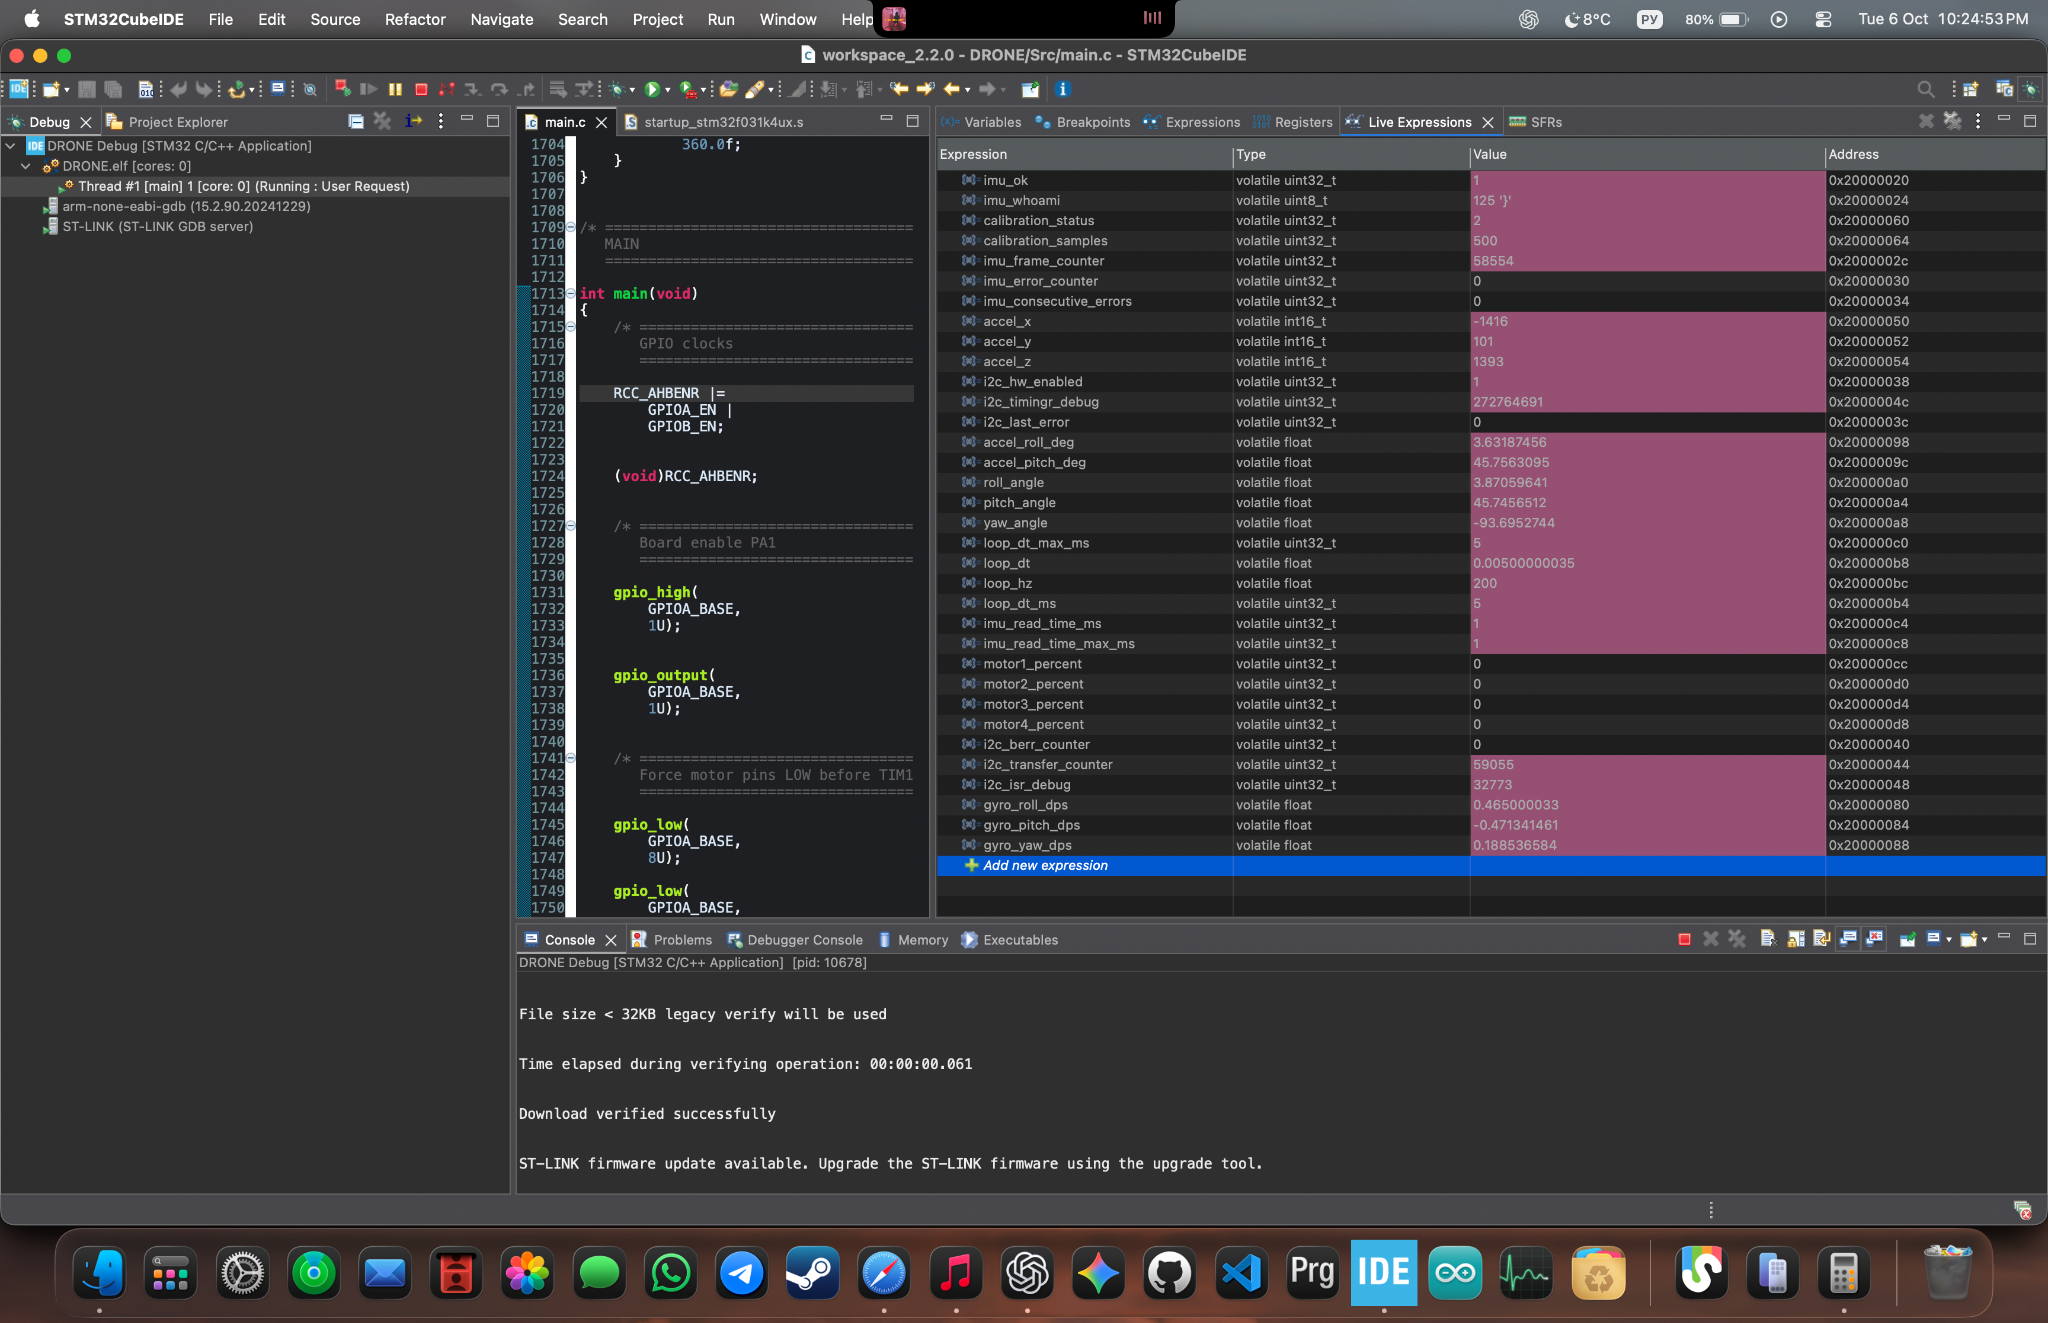 STM32CubeIDE File Edit Source Refactor Navigate Search Project Run Window Help 8°C РУ 80% Tue 6 Oct 10:24:53 PM
workspace_2.2.0 - DRONE/Src/main.c - STM32CubeIDE
Debug Project Explorer
DRONE Debug [STM32 C/C++ Application]
DRONE.elf [cores: 0]
Thread #1 [main] 1 [core: 0] (Running : User Request)
arm-none-eabi-gdb (15.2.90.20241229)
ST-LINK (ST-LINK GDB server)
main.c startup_stm32f031k4ux.s
1704 360.0f;
1705 }
1706 }
1707
1708
1709 /* ==================================
1710 MAIN
1711 ==================================
1712
1713 int main(void)
1714 {
1715 /* ================================
1716 GPIO clocks
1717 ================================
1718
1719 RCC_AHBENR |=
1720 GPIOA_EN |
1721 GPIOB_EN;
1722
1723
1724 (void)RCC_AHBENR;
1725
1726
1727 /* ================================
1728 Board enable PA1
1729 ================================
1730
1731 gpio_high(
1732 GPIOA_BASE,
1733 1U);
1734
1735
1736 gpio_output(
1737 GPIOA_BASE,
1738 1U);
1739
1740
1741 /* ================================
1742 Force motor pins LOW before TIM1
1743 ================================
1744
1745 gpio_low(
1746 GPIOA_BASE,
1747 8U);
1748
1749 gpio_low(
1750 GPIOA_BASE,
Variables Breakpoints Expressions Registers Live Expressions SFRs
Expression Type Value Address
imu_ok volatile uint32_t 1 0x20000020
imu_whoami volatile uint8_t 125 '}' 0x20000024
calibration_status volatile uint32_t 2 0x20000060
calibration_samples volatile uint32_t 500 0x20000064
imu_frame_counter volatile uint32_t 58554 0x2000002c
imu_error_counter volatile uint32_t 0 0x20000030
imu_consecutive_errors volatile uint32_t 0 0x20000034
accel_x volatile int16_t -1416 0x20000050
accel_y volatile int16_t 101 0x20000052
accel_z volatile int16_t 1393 0x20000054
i2c_hw_enabled volatile uint32_t 1 0x20000038
i2c_timingr_debug volatile uint32_t 272764691 0x2000004c
i2c_last_error volatile uint32_t 0 0x2000003c
accel_roll_deg volatile float 3.63187456 0x20000098
accel_pitch_deg volatile float 45.7563095 0x2000009c
roll_angle volatile float 3.87059641 0x200000a0
pitch_angle volatile float 45.7456512 0x200000a4
yaw_angle volatile float -93.6952744 0x200000a8
loop_dt_max_ms volatile uint32_t 5 0x200000c0
loop_dt volatile float 0.00500000035 0x200000b8
loop_hz volatile float 200 0x200000bc
loop_dt_ms volatile uint32_t 5 0x200000b4
imu_read_time_ms volatile uint32_t 1 0x200000c4
imu_read_time_max_ms volatile uint32_t 1 0x200000c8
motor1_percent volatile uint32_t 0 0x200000cc
motor2_percent volatile uint32_t 0 0x200000d0
motor3_percent volatile uint32_t 0 0x200000d4
motor4_percent volatile uint32_t 0 0x200000d8
i2c_berr_counter volatile uint32_t 0 0x20000040
i2c_transfer_counter volatile uint32_t 59055 0x20000044
i2c_isr_debug volatile uint32_t 32773 0x20000048
gyro_roll_dps volatile float 0.465000033 0x20000080
gyro_pitch_dps volatile float -0.471341461 0x20000084
gyro_yaw_dps volatile float 0.188536584 0x20000088
Add new expression
Console Problems Debugger Console Memory Executables
DRONE Debug [STM32 C/C++ Application] [pid: 10678]
File size < 32KB legacy verify will be used
Time elapsed during verifying operation: 00:00:00.061
Download verified successfully
ST-LINK firmware update available. Upgrade the ST-LINK firmware using the upgrade tool.
Prg IDE